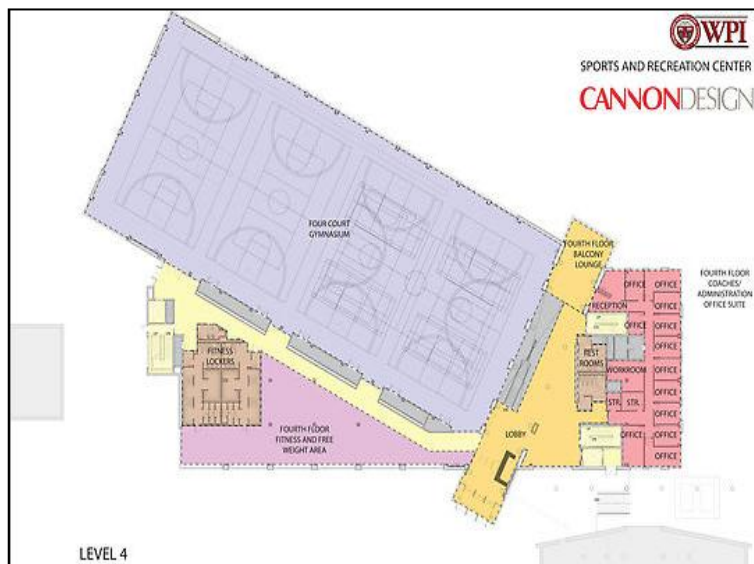 WPI
SPORTS AND RECREATION CENTER
CANNONDESIGN
FOUR COURT
GYMNASIUM
FOURTH FLOOR
BALCONY
LOUNGE
FOURTH FLOOR
COACHES/
ADMINISTRATION
OFFICE SUITE
OFFICE
OFFICE
RECEPTION
OFFICE
OFFICE
OFFICE
OFFICE
FITNESS
LOCKERS
REST
ROOMS
OFFICE
WORKROOM
OFFICE
STR.
STR.
OFFICE
OFFICE
FOURTH FLOOR
FITNESS AND FREE
WEIGHT AREA
LOBBY
OFFICE
OFFICE
OFFICE
LEVEL 4